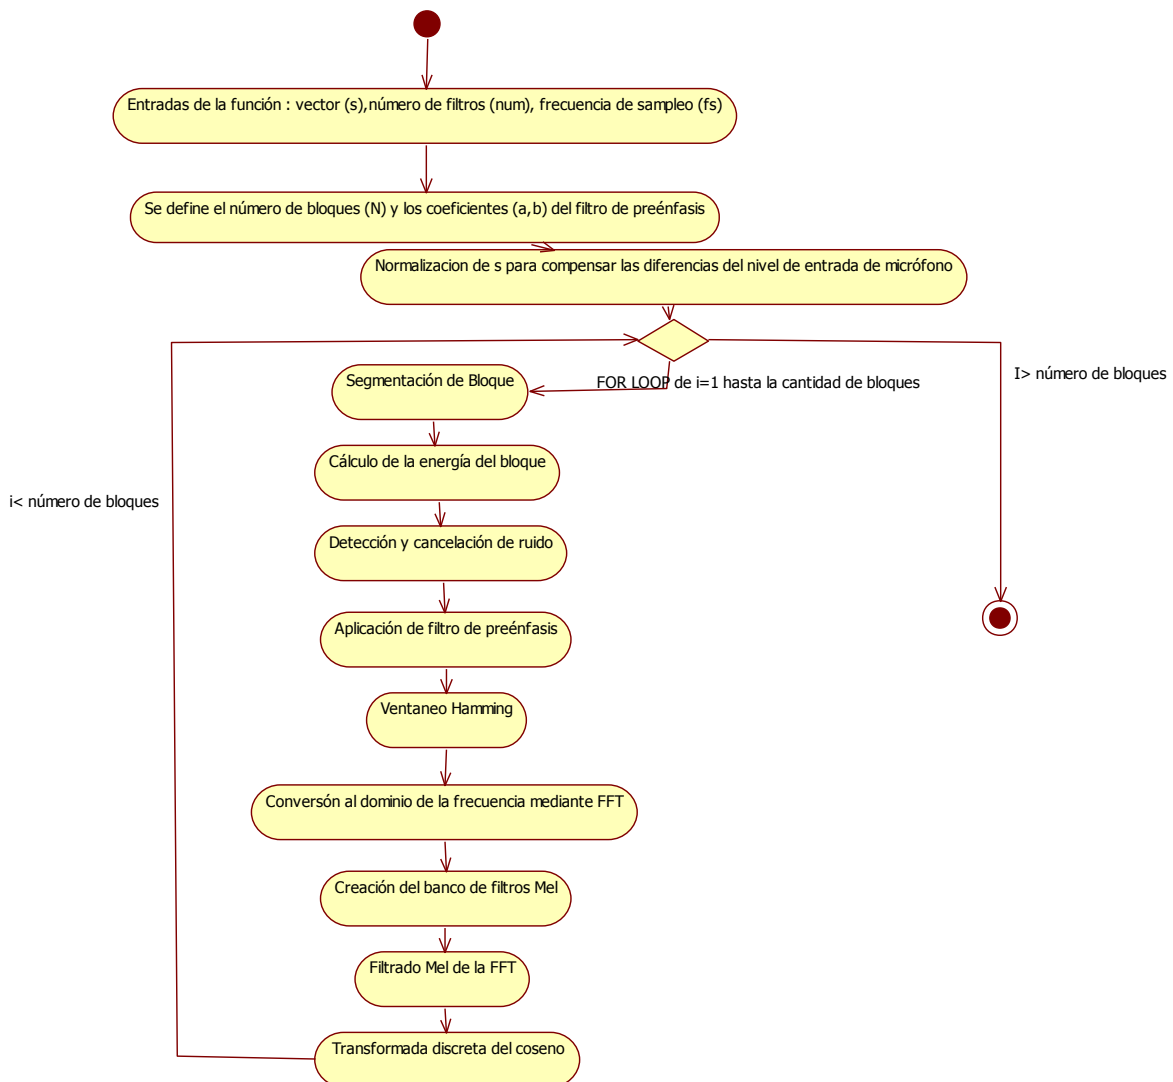 Entradas de la función : vector (s),número de filtros (num), frecuencia de sampleo (fs)
Se define el número de bloques (N) y los coeficientes (a,b) del filtro de preénfasis
Normalizacion de s para compensar las diferencias del nivel de entrada de micrófono
Segmentación de Bloque
FOR LOOP de i=1 hasta la cantidad de bloques
I> número de bloques
Cálculo de la energía del bloque
i< número de bloques
Detección y cancelación de ruido
Aplicación de filtro de preénfasis
Ventaneo Hamming
Conversón al dominio de la frecuencia mediante FFT
Creación del banco de filtros Mel
Filtrado Mel de la FFT
Transformada discreta del coseno